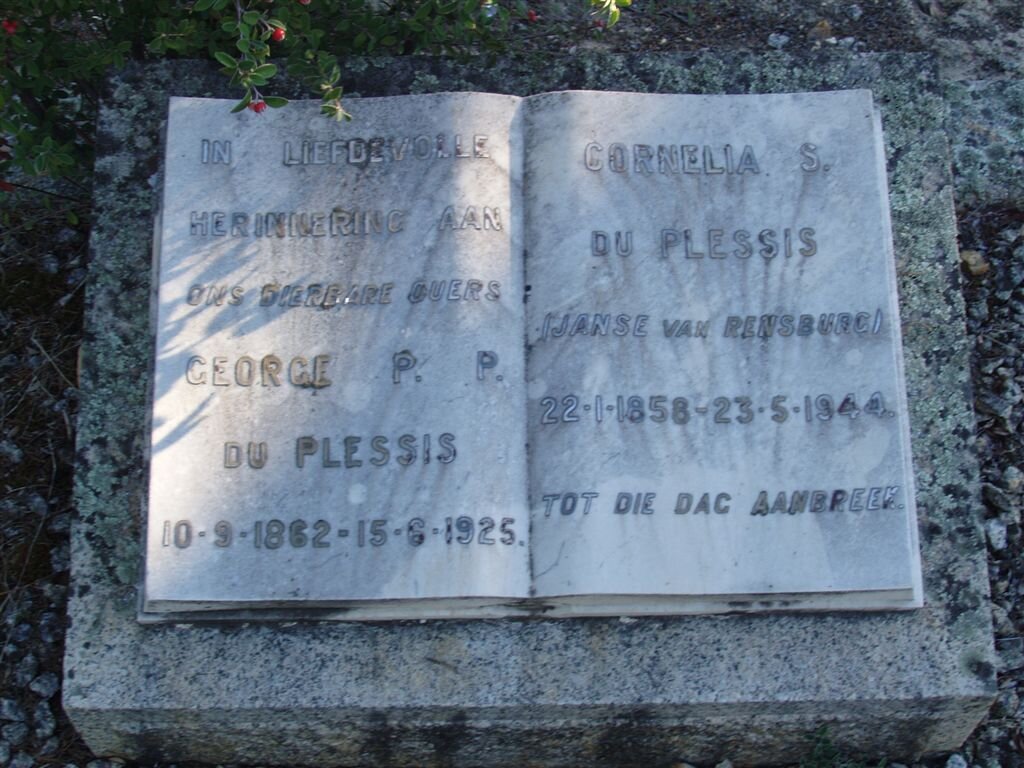 IN LIEFDEVOLLE
HERINNERING AAN
ONS DIERBARE OUERS
GEORGE P. P.
DU PLESSIS
10-9-1862-15-6-1925.
CORNELIA S.
DU PLESSIS
(JANSE VAN RENSBURG)
22-1-1858-23-5-1944.
TOT DIE DAG AANBREEK.